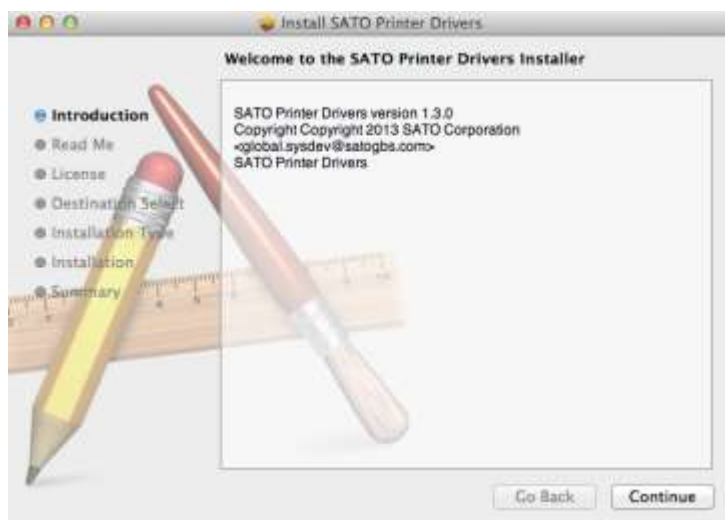 Install SATO Printer Drivers
Welcome to the SATO Printer Drivers Installer
Introduction
Read Me
License
Destination Select
Installation Type
Installation
Summary
SATO Printer Drivers version 1.3.0
Copyright Copyright 2013 SATO Corporation
<global.sysdev@satogbs.com>
SATO Printer Drivers
Go Back
Continue